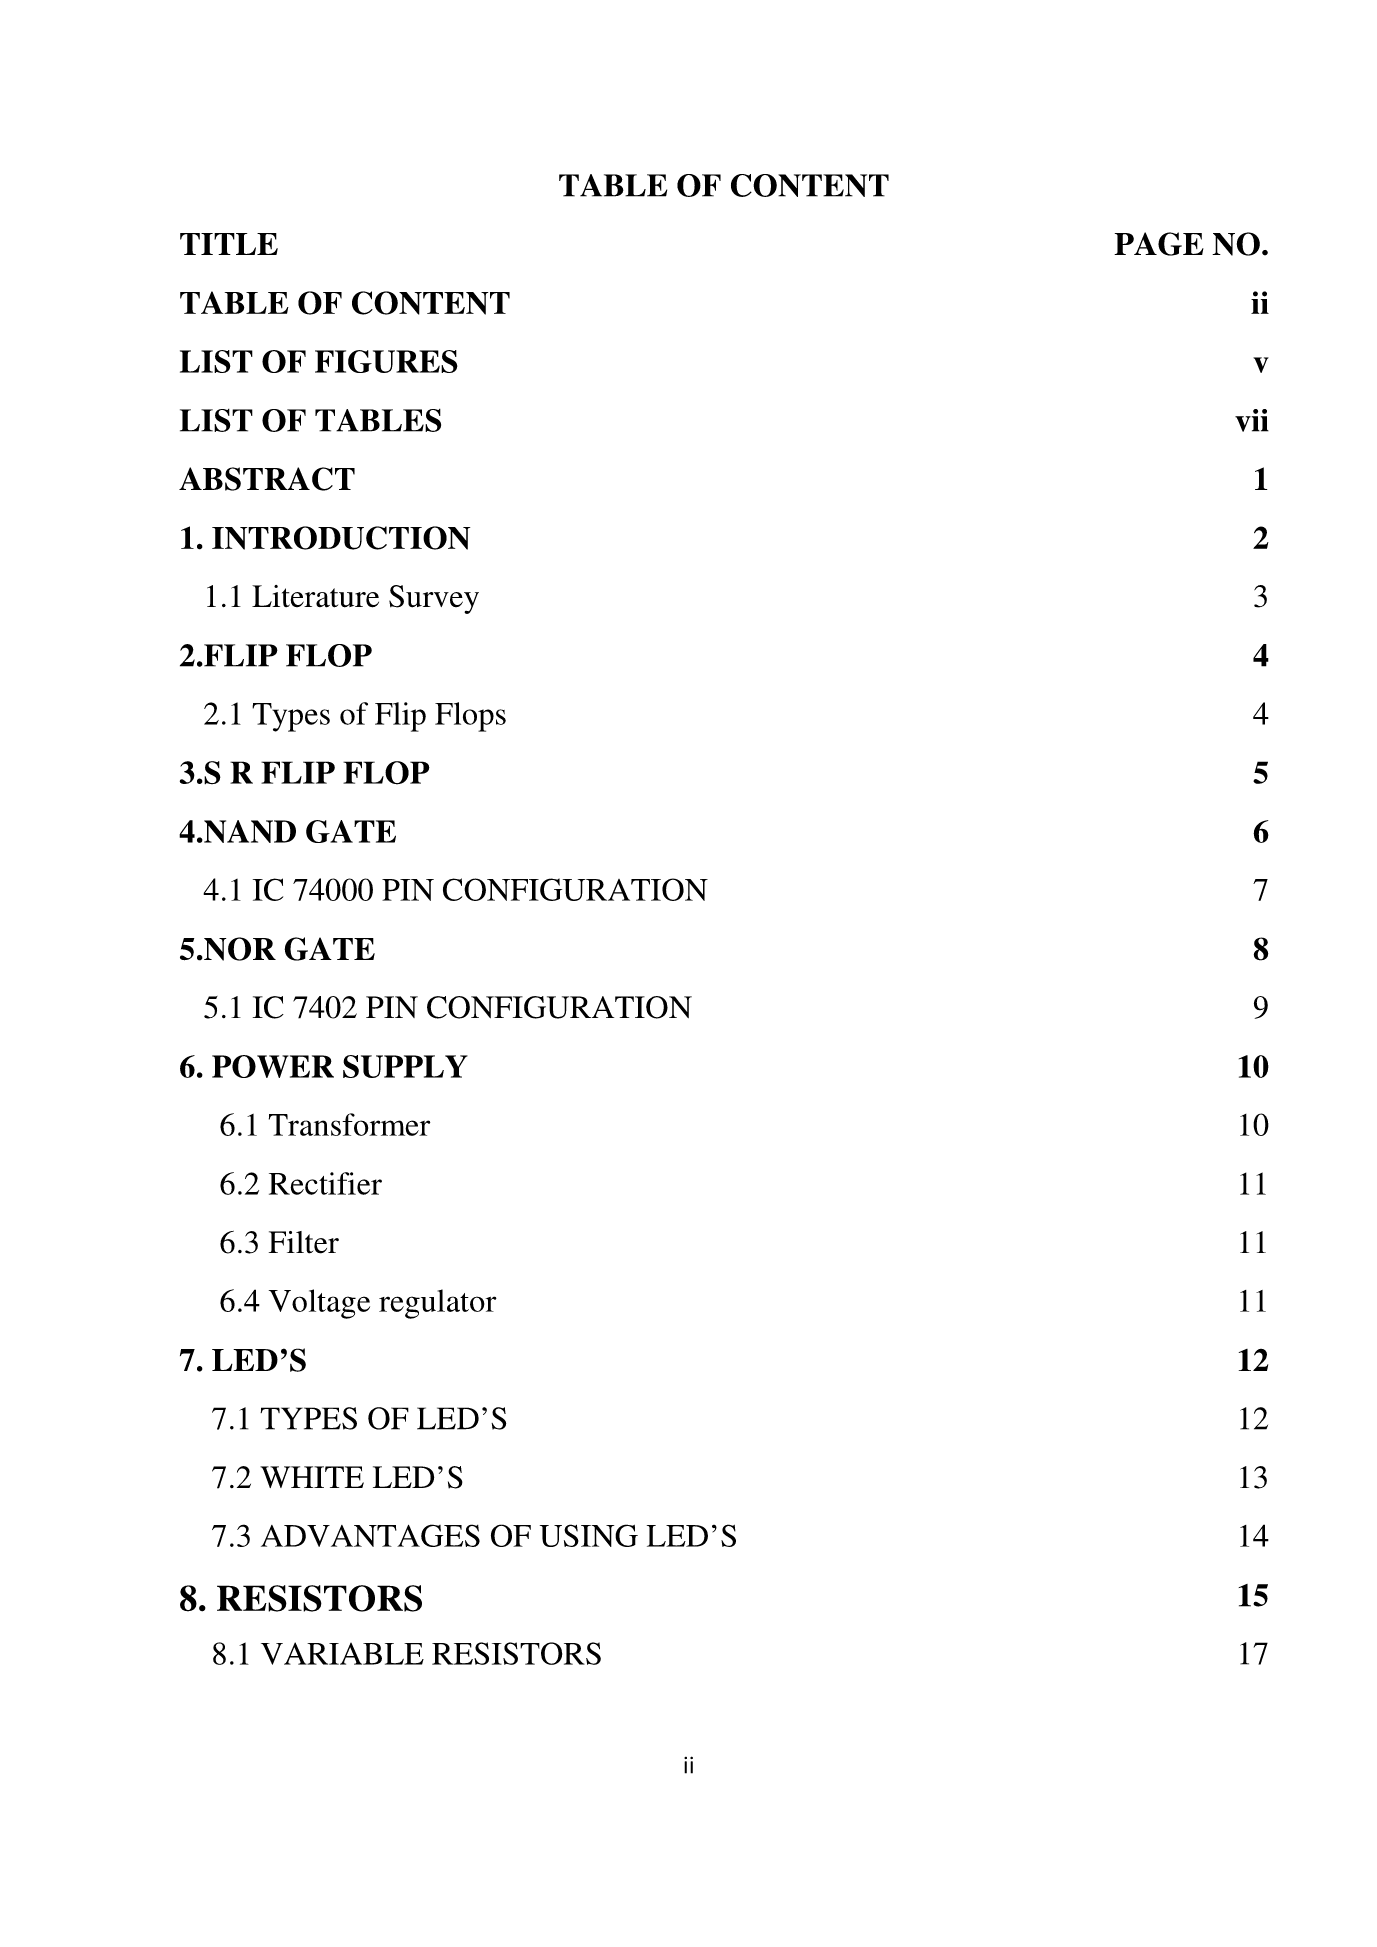 TABLE OF CONTENT
TITLE PAGE NO.
TABLE OF CONTENT ii
LIST OF FIGURES v
LIST OF TABLES vii
ABSTRACT 1
1. INTRODUCTION 2
1.1 Literature Survey 3
2.FLIP FLOP 4
2.1 Types of Flip Flops 4
3.S R FLIP FLOP 5
4.NAND GATE 6
4.1 IC 74000 PIN CONFIGURATION 7
5.NOR GATE 8
5.1 IC 7402 PIN CONFIGURATION 9
6. POWER SUPPLY 10
6.1 Transformer 10
6.2 Rectifier 11
6.3 Filter 11
6.4 Voltage regulator 11
7. LED’S 12
7.1 TYPES OF LED’S 12
7.2 WHITE LED’S 13
7.3 ADVANTAGES OF USING LED’S 14
8. RESISTORS 15
8.1 VARIABLE RESISTORS 17
ii